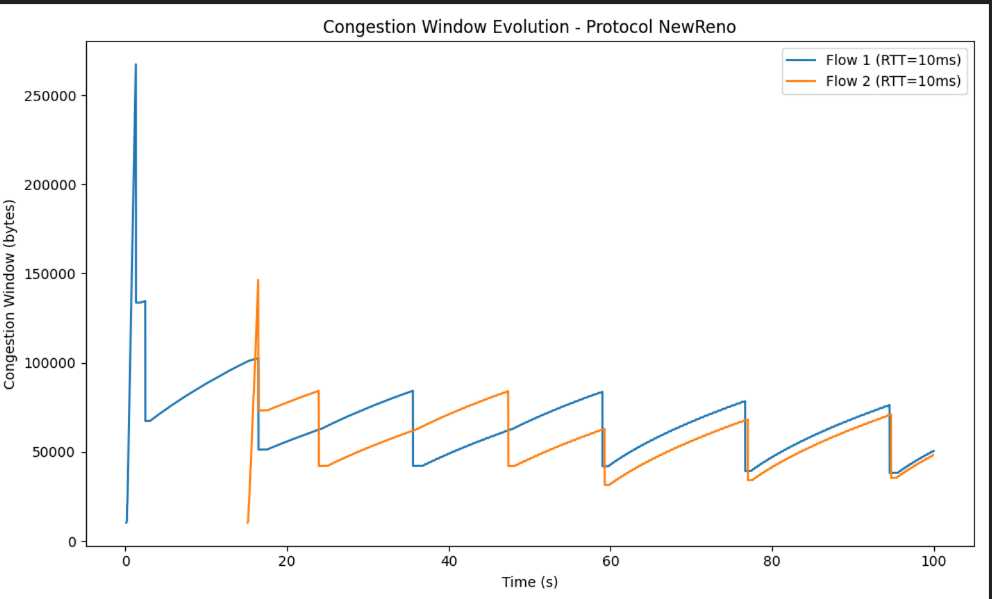 Congestion Window Evolution - Protocol NewReno
Flow 1 (RTT=10ms)
Flow 2 (RTT=10ms)
Congestion Window (bytes)
250000
200000
150000
100000
50000
0
0 20 40 60 80 100
Time (s)